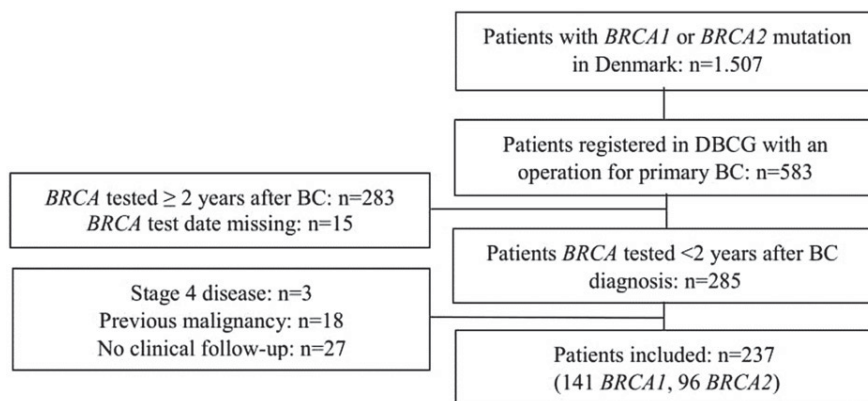 Patients with BRCA1 or BRCA2 mutation
in Denmark: n=1.507
Patients registered in DBCG with an
operation for primary BC: n=583
BRCA tested ≥ 2 years after BC: n=283
BRCA test date missing: n=15
Patients BRCA tested <2 years after BC
diagnosis: n=285
Stage 4 disease: n=3
Previous malignancy: n=18
No clinical follow-up: n=27
Patients included: n=237
(141 BRCA1, 96 BRCA2)